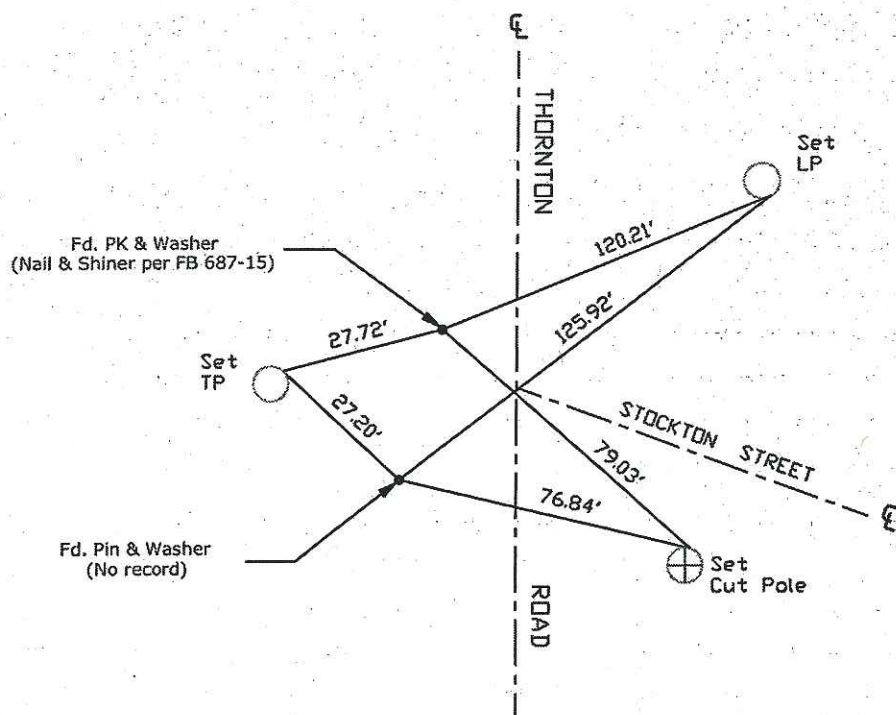 ℄
THORNTON
Set
LP
120.21'
Fd. PK & Washer
(Nail & Shiner per FB 687-15)
27.72'
125.92'
Set
TP
27.20'
STOCKTON STREET
79.03'
76.84'
℄
Fd. Pin & Washer
(No record)
Set
Cut Pole
ROAD